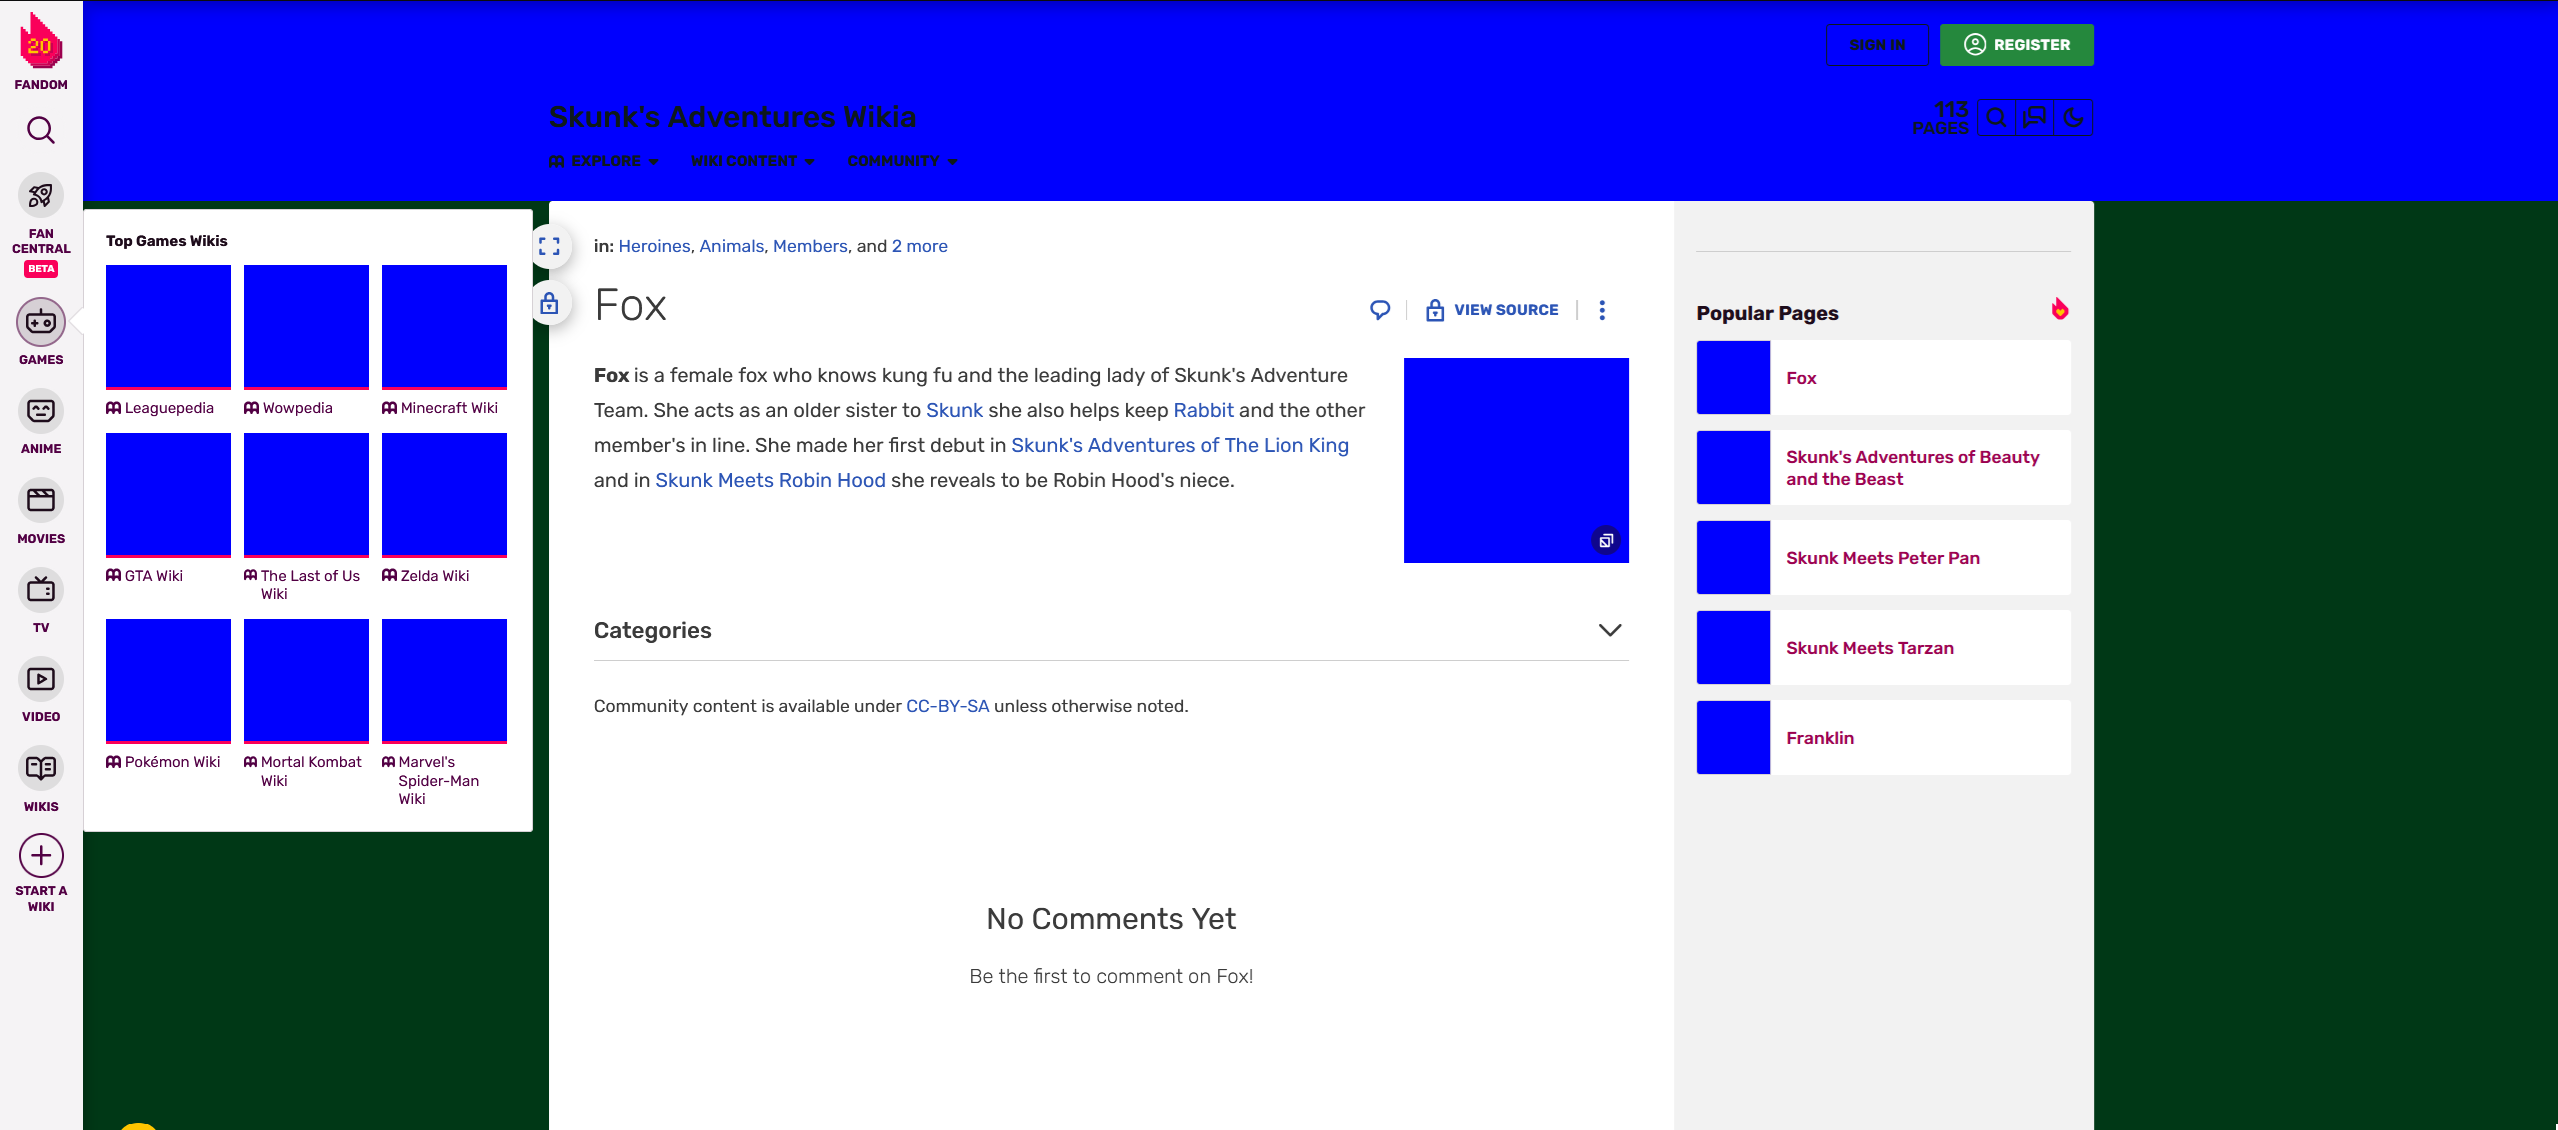 20
FANDOM
FAN
CENTRAL
BETA
GAMES
ANIME
MOVIES
TV
VIDEO
WIKIS
START A
WIKI
SIGN IN
REGISTER
Skunk's Adventures Wikia
113
PAGES
EXPLORE
WIKI CONTENT
COMMUNITY
Top Games Wikis
Leaguepedia
Wowpedia
Minecraft Wiki
GTA Wiki
The Last of Us
Wiki
Zelda Wiki
Pokémon Wiki
Mortal Kombat
Wiki
Marvel's
Spider-Man
Wiki
in: Heroines, Animals, Members, and 2 more
Fox
VIEW SOURCE
Fox is a female fox who knows kung fu and the leading lady of Skunk's Adventure
Team. She acts as an older sister to Skunk she also helps keep Rabbit and the other
member's in line. She made her first debut in Skunk's Adventures of The Lion King
and in Skunk Meets Robin Hood she reveals to be Robin Hood's niece.
Categories
Community content is available under CC-BY-SA unless otherwise noted.
No Comments Yet
Be the first to comment on Fox!
Popular Pages
Fox
Skunk's Adventures of Beauty
and the Beast
Skunk Meets Peter Pan
Skunk Meets Tarzan
Franklin